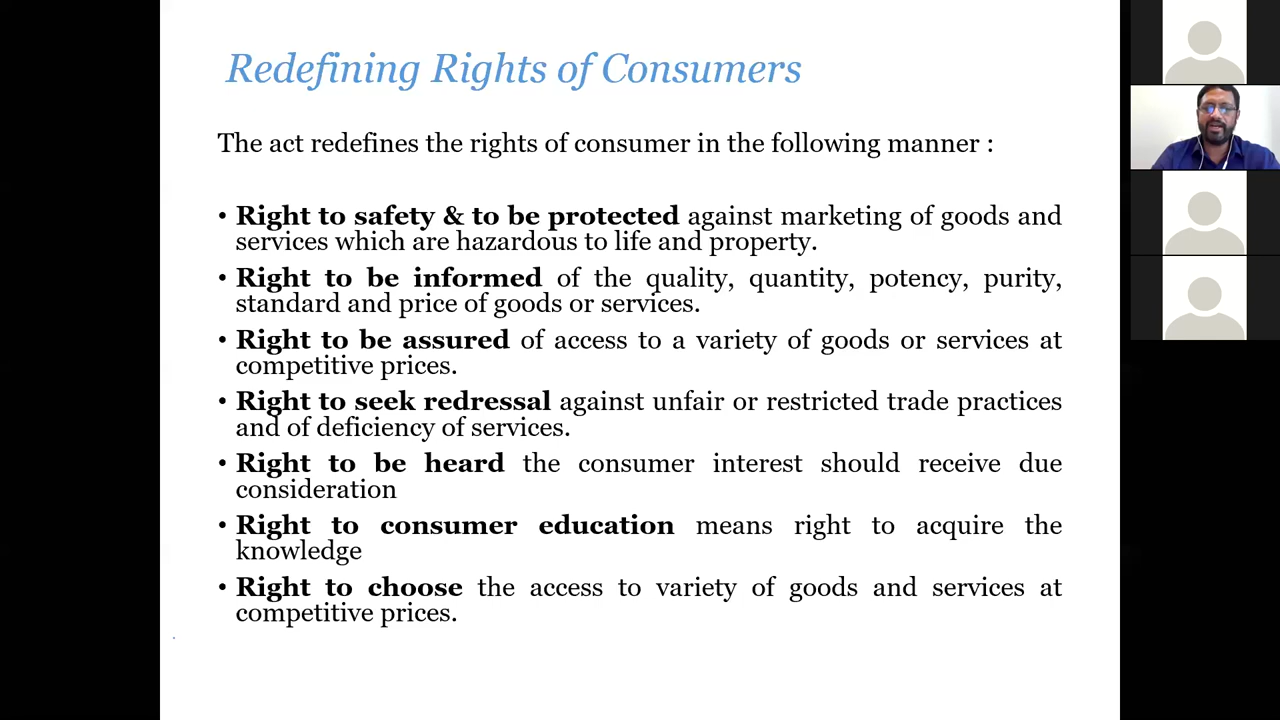 Redefining Rights of Consumers
The act redefines the rights of consumer in the following manner :
• Right to safety & to be protected against marketing of goods and
services which are hazardous to life and property.
• Right to be informed of the quality, quantity, potency, purity,
standard and price of goods or services.
• Right to be assured of access to a variety of goods or services at
competitive prices.
• Right to seek redressal against unfair or restricted trade practices
and of deficiency of services.
• Right to be heard the consumer interest should receive due
consideration
• Right to consumer education means right to acquire the
knowledge
• Right to choose the access to variety of goods and services at
competitive prices.